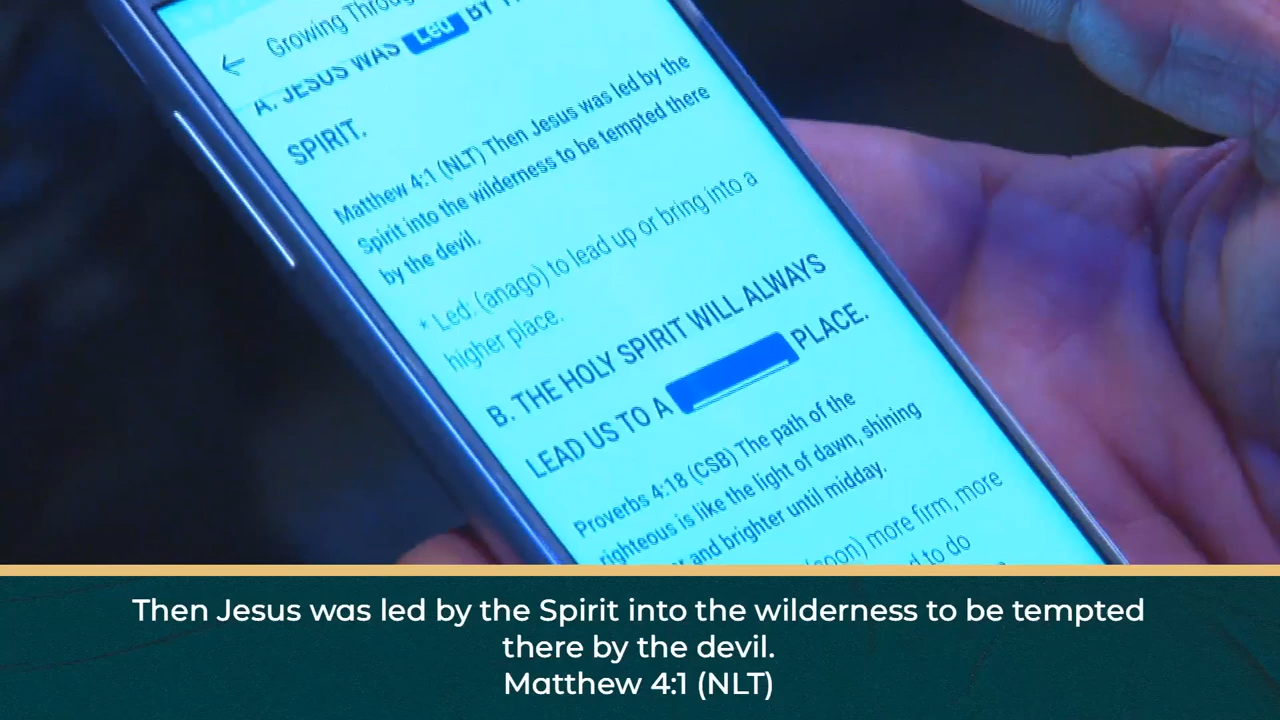 ← Growing Throug
A. JESUS WAS Led BY
SPIRIT.
Matthew 4:1 (NLT) Then Jesus was led by the
Spirit into the wilderness to be tempted there
by the devil.
* Led: (anago) to lead up or bring into a
higher place.
B. THE HOLY SPIRIT WILL ALWAYS
LEAD US TO A ________ PLACE.
Proverbs 4:18 (CSB) The path of the
righteous is like the light of dawn, shining
and brighter until midday.
more firm, more
to do
Then Jesus was led by the Spirit into the wilderness to be tempted
there by the devil.
Matthew 4:1 (NLT)